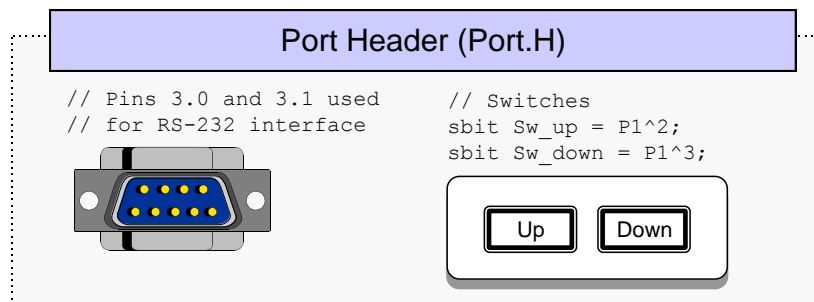 Port Header (Port.H)
// Pins 3.0 and 3.1 used
// for RS-232 interface
// Switches
sbit Sw_up = P1^2;
sbit Sw_down = P1^3;
Up
Down